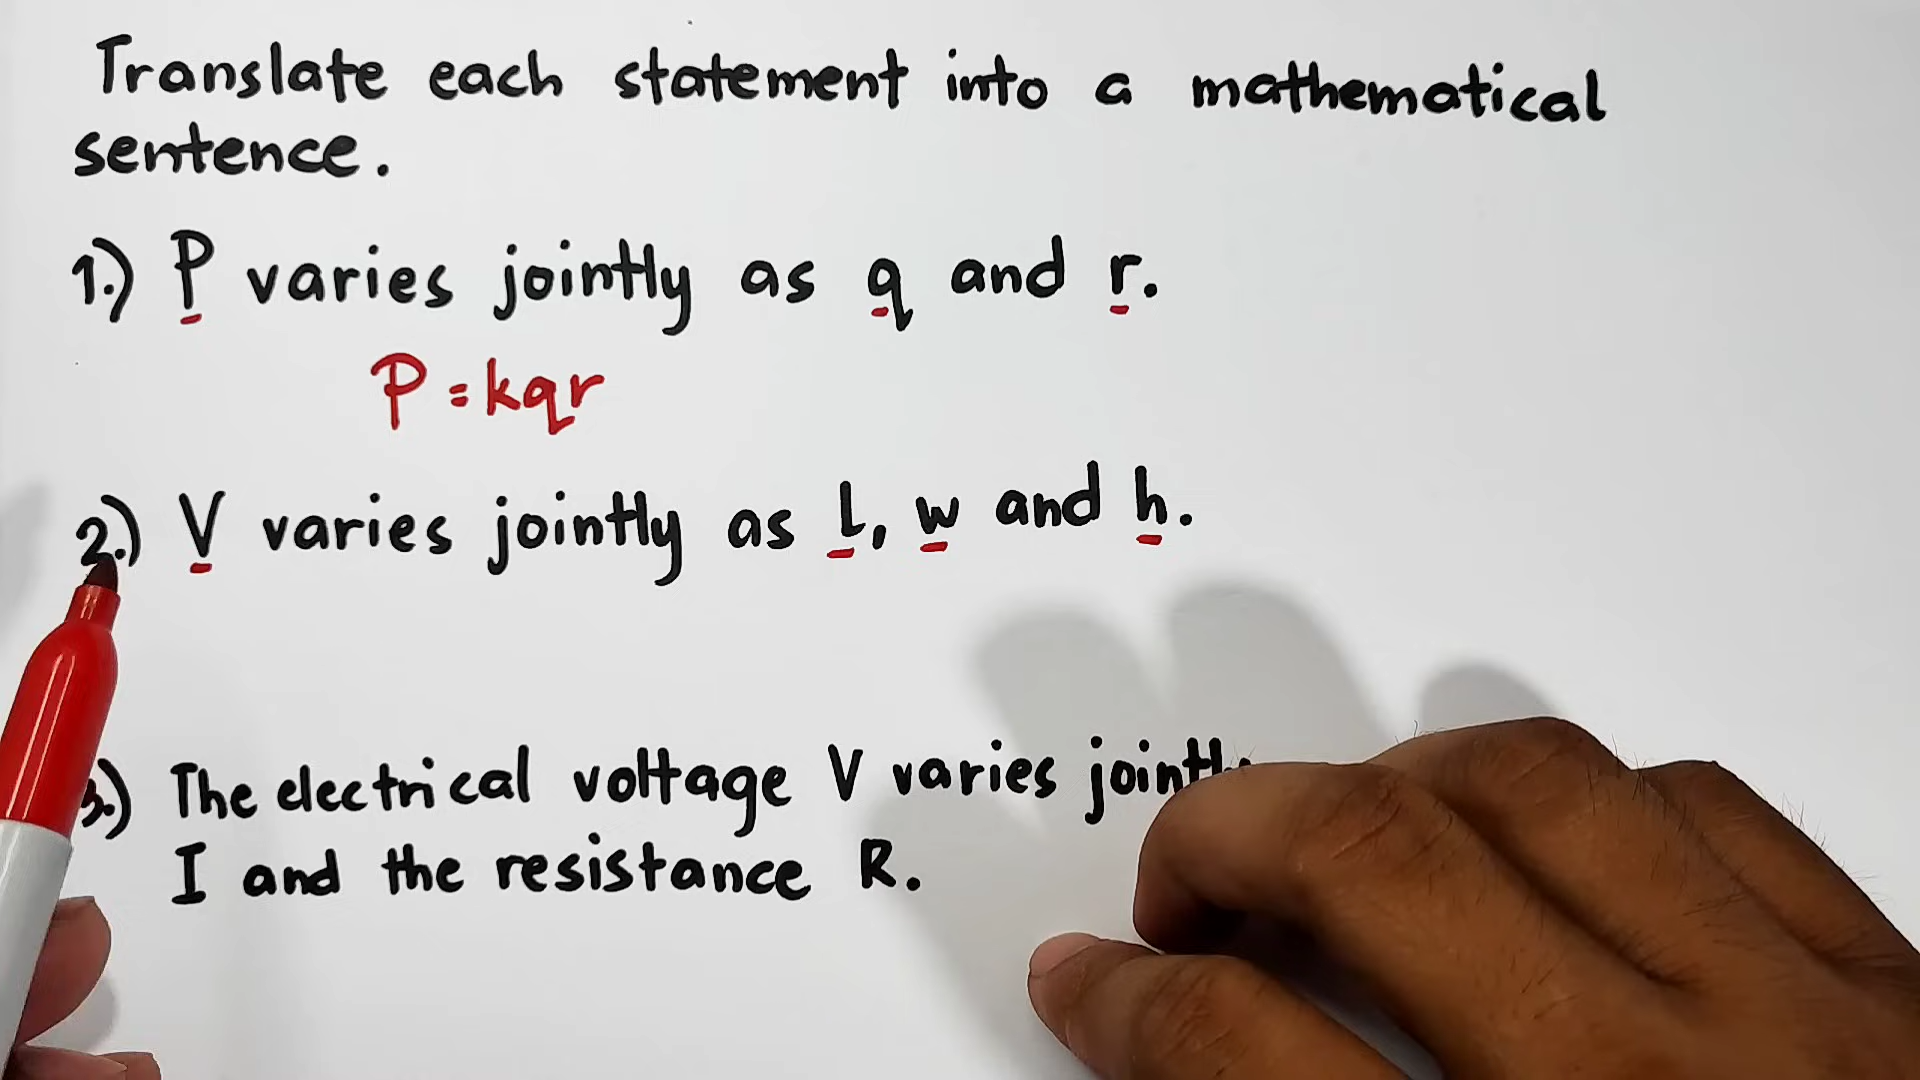 Translate each statement into a mathematical
sentence.
1.) P varies jointly as q and r.
P = kqr
2.) V varies jointly as l, w and h.
3.) The electrical voltage V varies
I and the resistance R.